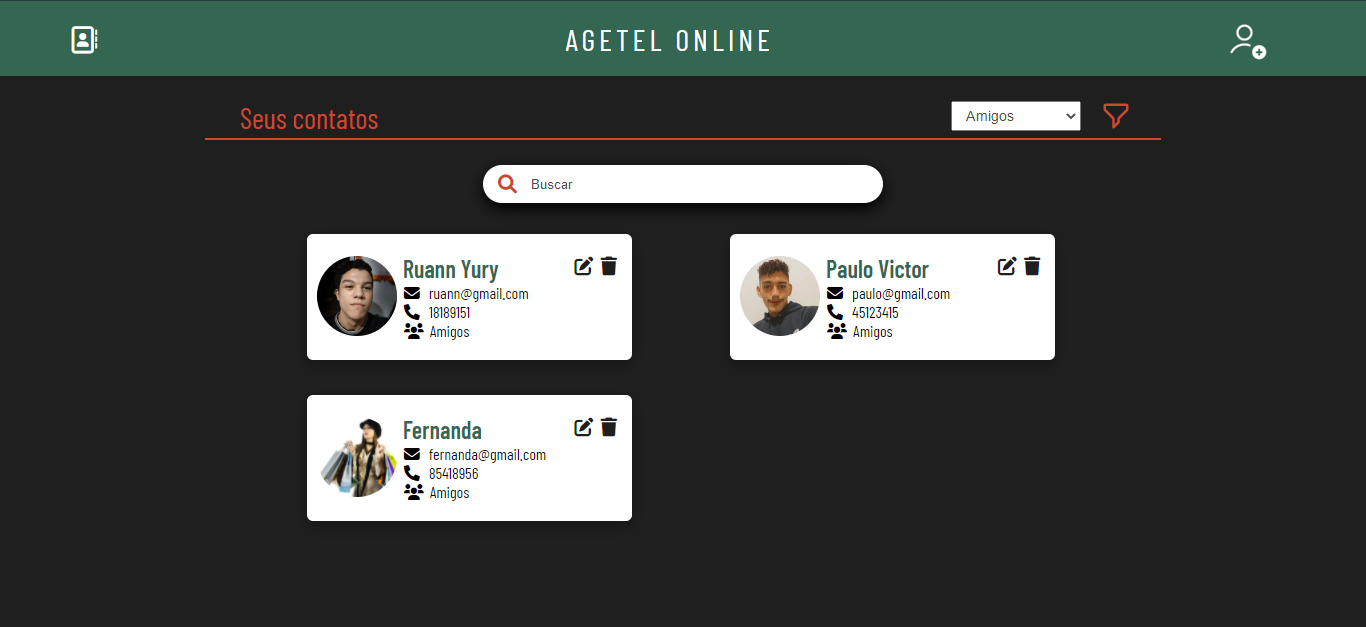 AGETEL ONLINE
Seus contatos
Amigos
Buscar
Ruann Yury
ruann@gmail.com
18189151
Amigos
Paulo Victor
paulo@gmail.com
45123415
Amigos
Fernanda
fernanda@gmail.com
85418956
Amigos